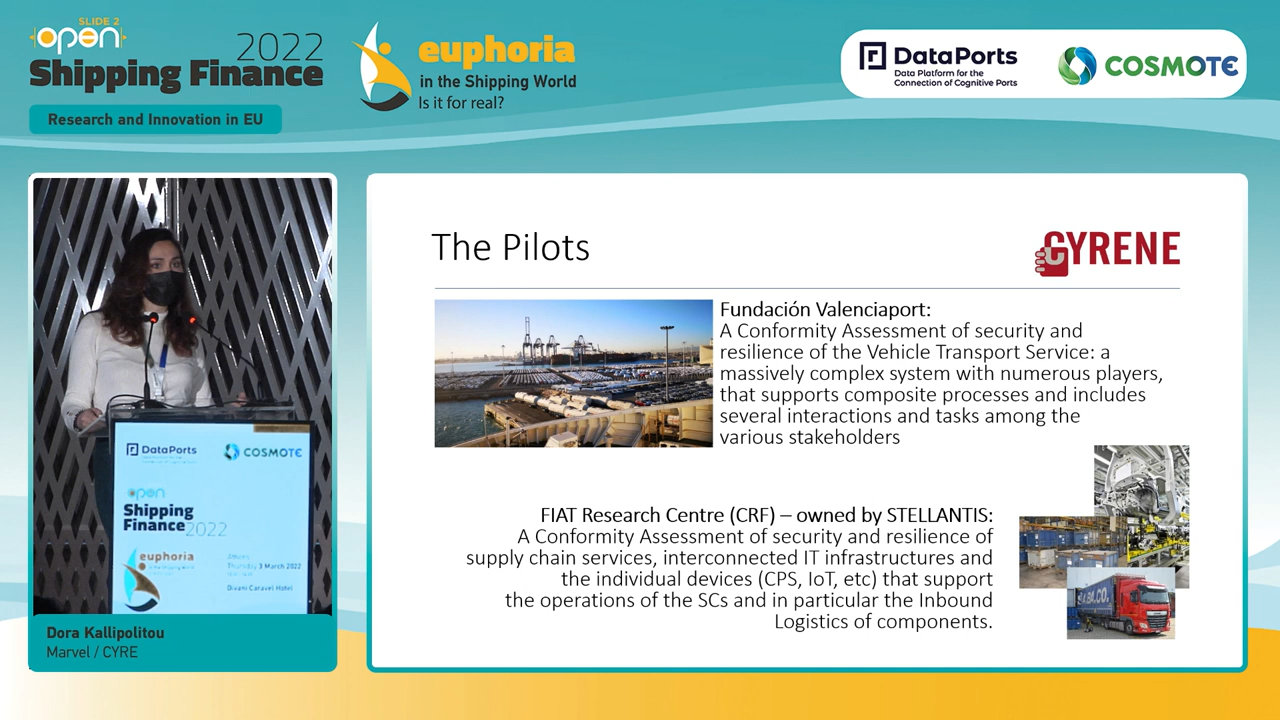 SLIDE 2
open
Shipping Finance 2022
Research and Innovation in EU
euphoria
in the Shipping World
Is it for real?
DataPorts
Data Platform for the
Connection of Cognitive Ports
COSMOTE
DataPorts
COSMOTE
open
Shipping
Finance 2022
euphoria
in the Shipping World
Athens
Thursday 3 March 2022
Divani Caravel Hotel
Dora Kallipolitou
Marvel / CYRE
The Pilots
CYRENE
Fundación Valenciaport:
A Conformity Assessment of security and
resilience of the Vehicle Transport Service: a
massively complex system with numerous players,
that supports composite processes and includes
several interactions and tasks among the
various stakeholders
FIAT Research Centre (CRF) – owned by STELLANTIS:
A Conformity Assessment of security and resilience of
supply chain services, interconnected IT infrastructures and
the individual devices (CPS, IoT, etc) that support
the operations of the SCs and in particular the Inbound
Logistics of components.